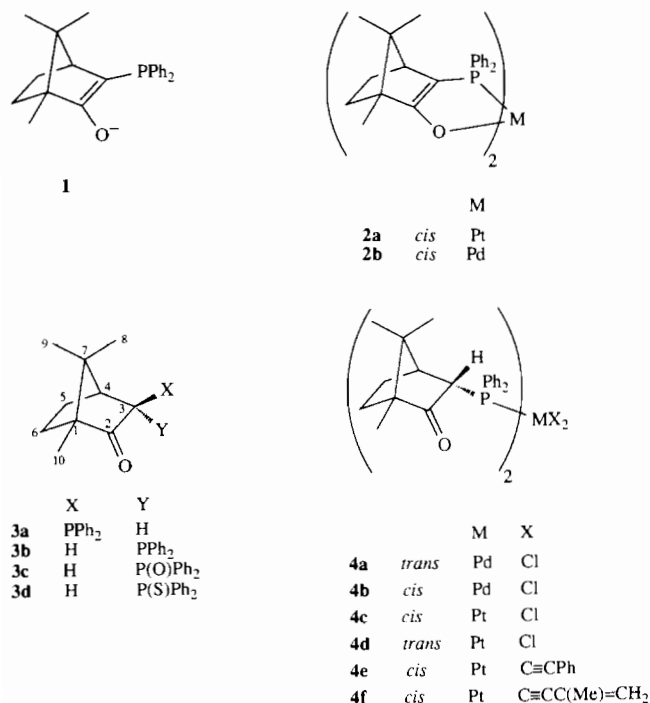 PPh2
O−
1
Ph2
P
O
M
2
M
2a cis Pt
2b cis Pd
9
8
7
4
5
3
6
1
2
10
X
Y
O
X Y
3a PPh2 H
3b H PPh2
3c H P(O)Ph2
3d H P(S)Ph2
H
Ph2
P
MX2
O
2
M X
4a trans Pd Cl
4b cis Pd Cl
4c cis Pt Cl
4d trans Pt Cl
4e cis Pt C≡CPh
4f cis Pt C≡CC(Me)=CH2